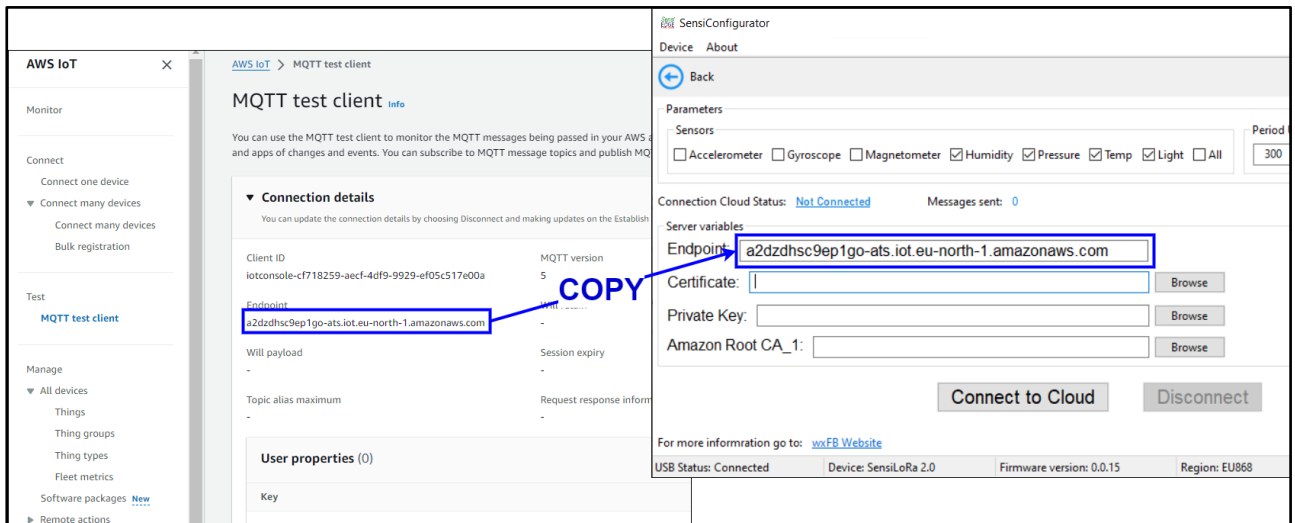 AWS IoT
Monitor
Connect
Connect one device
Connect many devices
Connect many devices
Bulk registration
Test
MQTT test client
Manage
All devices
Things
Thing groups
Thing types
Fleet metrics
Software packages New
Remote actions
AWS IoT > MQTT test client
MQTT test client Info
You can use the MQTT test client to monitor the MQTT messages being passed in your AWS
and apps of changes and events. You can subscribe to MQTT message topics and publish MQ
Connection details
You can update the connection details by choosing Disconnect and making updates on the Establish
Client ID
iotconsole-cf718259-aecf-4df9-9929-ef05c517e00a
MQTT version
5
Endpoint
a2dzdhsc9ep1go-ats.iot.eu-north-1.amazonaws.com
-
Will payload
-
Session expiry
-
Topic alias maximum
-
Request response inform
-
User properties (0)
Key
COPY
SensiConfigurator
Device About
Back
Parameters
Sensors
Accelerometer Gyroscope Magnetometer Humidity Pressure Temp Light All
Period
300
Connection Cloud Status: Not Connected Messages sent: 0
Server variables
Endpoint: a2dzdhsc9ep1go-ats.iot.eu-north-1.amazonaws.com
Certificate: Browse
Private Key: Browse
Amazon Root CA_1: Browse
Connect to Cloud Disconnect
For more informration go to: wxFB Website
USB Status: Connected Device: SensiLoRa 2.0 Firmware version: 0.0.15 Region: EU868